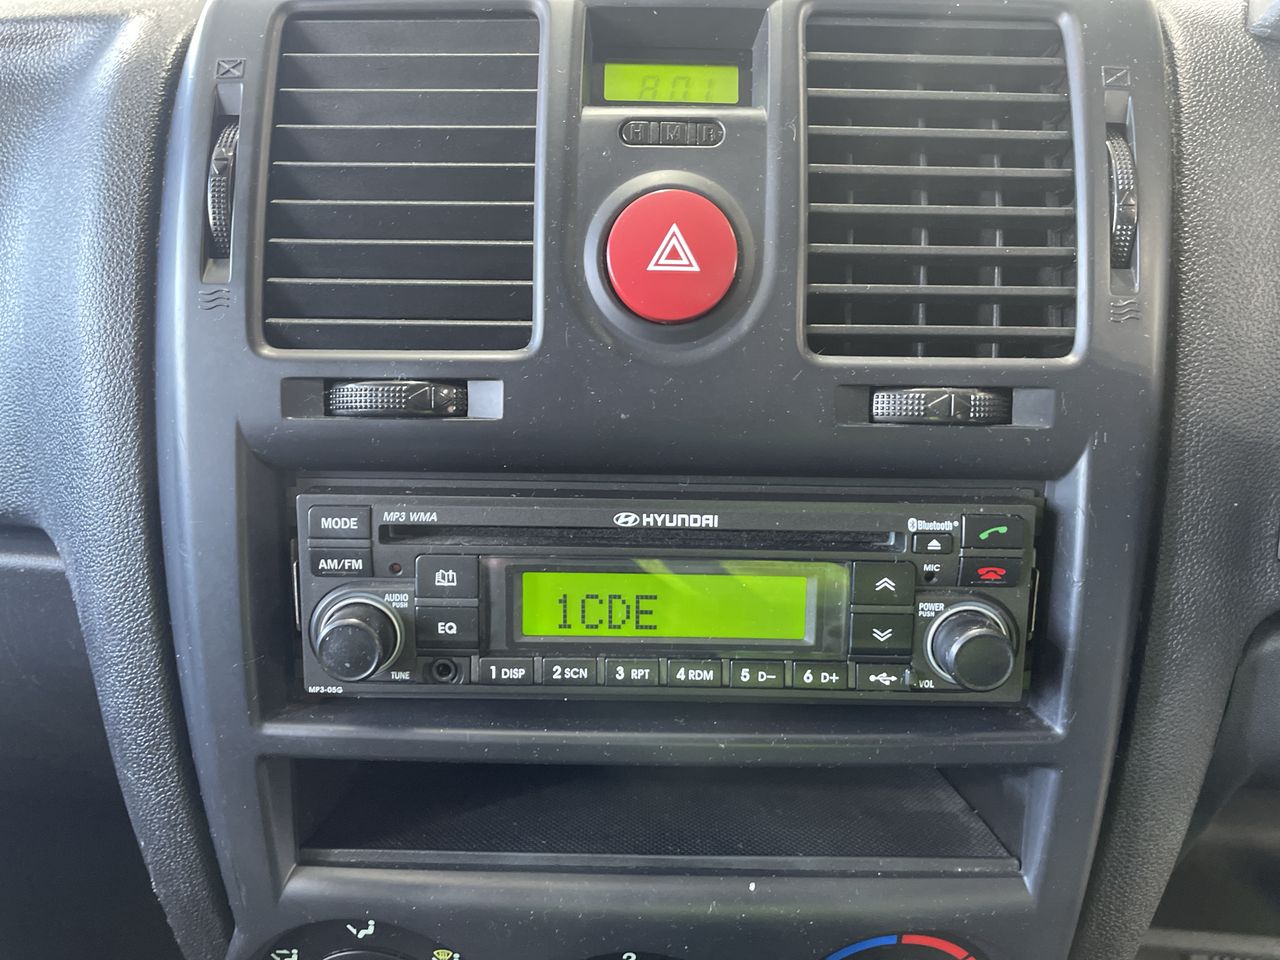 8:01
H M R
MODE
MP3 WMA
HYUNDAI
Bluetooth®
AM/FM
MIC
AUDIO
PUSH
EQ
1CDE
POWER
PUSH
TUNE
1 DISP
2 SCN
3 RPT
4 RDM
5 D-
6 D+
VOL
MP3-05G